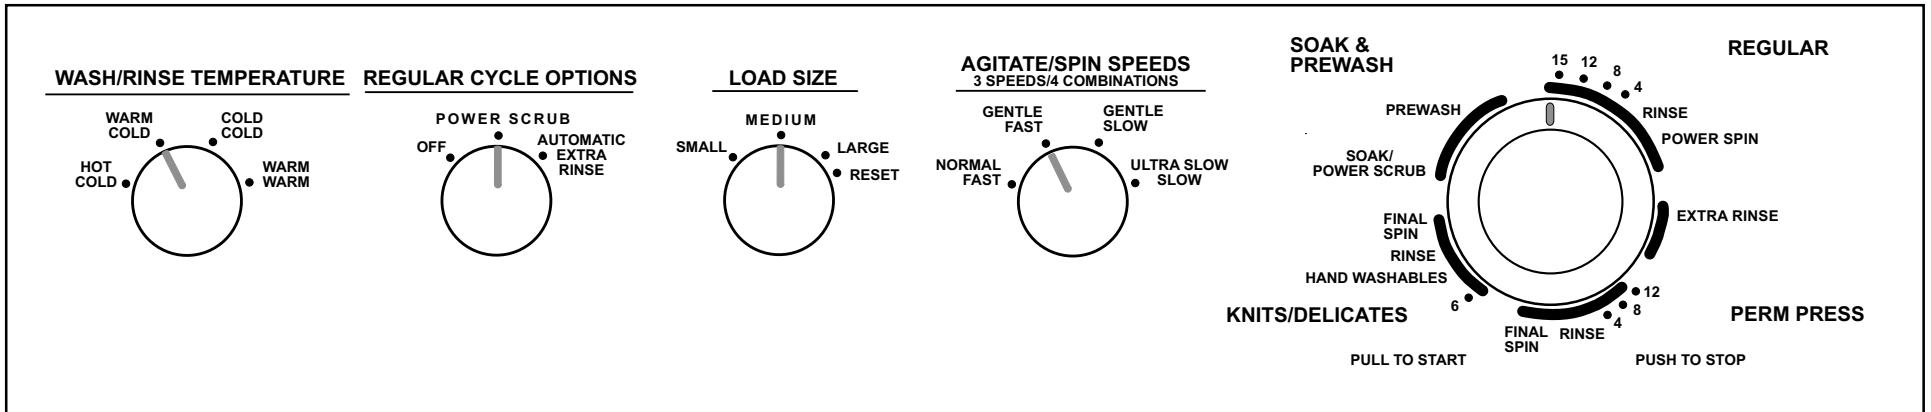 WASH/RINSE TEMPERATURE
WARM
COLD
COLD
COLD
HOT
COLD
WARM
WARM
REGULAR CYCLE OPTIONS
POWER SCRUB
OFF
AUTOMATIC
EXTRA
RINSE
LOAD SIZE
MEDIUM
SMALL
LARGE
RESET
AGITATE/SPIN SPEEDS
3 SPEEDS/4 COMBINATIONS
GENTLE
FAST
GENTLE
SLOW
NORMAL
FAST
ULTRA SLOW
SLOW
SOAK &
PREWASH
PREWASH
SOAK/
POWER SCRUB
REGULAR
15
12
8
4
RINSE
POWER SPIN
EXTRA RINSE
PERM PRESS
12
8
4
RINSE
FINAL
SPIN
KNITS/DELICATES
6
HAND WASHABLES
RINSE
FINAL
SPIN
PULL TO START
PUSH TO STOP